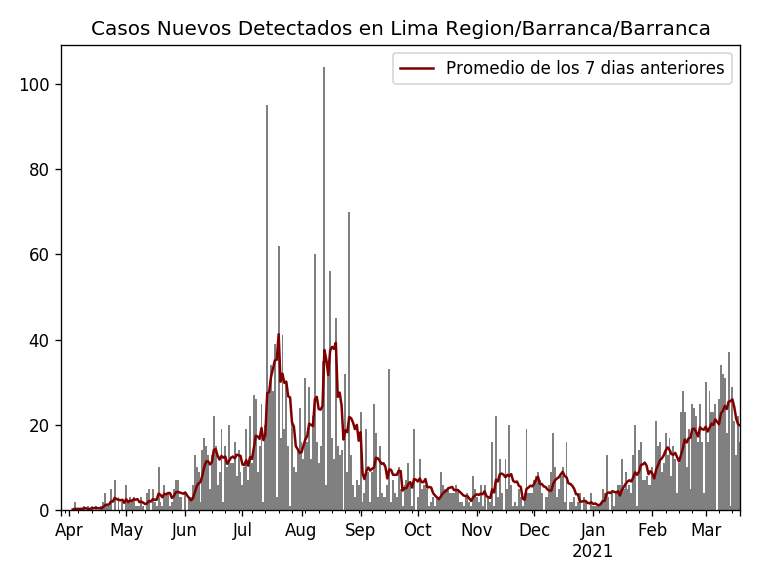 Casos Nuevos Detectados en Lima Region/Barranca/Barranca
Promedio de los 7 dias anteriores
100
80
60
40
20
0
Apr May Jun Jul Aug Sep Oct Nov Dec Jan Feb Mar
2021